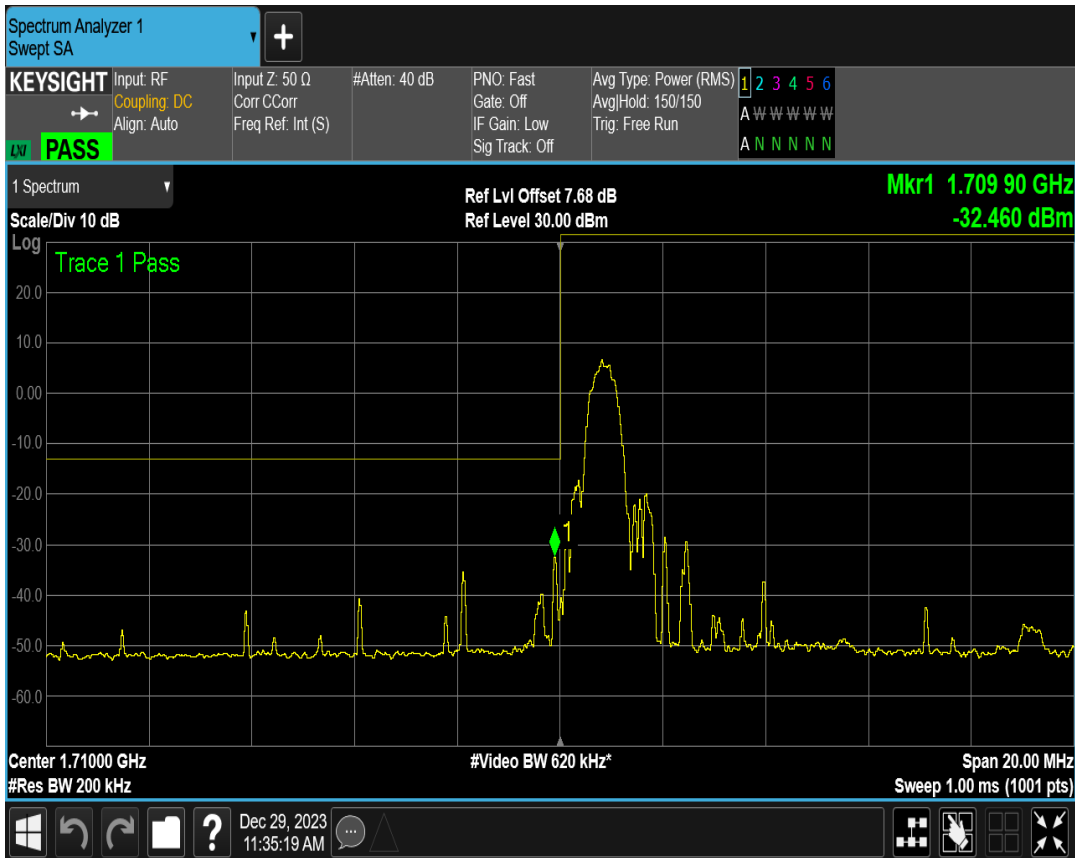 Spectrum Analyzer 1
Swept SA
+
KEYSIGHT
LXI PASS
Input: RF
Coupling: DC
Align: Auto
Input Z: 50 Ω
Corr CCorr
Freq Ref: Int (S)
#Atten: 40 dB
PNO: Fast
Gate: Off
IF Gain: Low
Sig Track: Off
Avg Type: Power (RMS)
Avg|Hold: 150/150
Trig: Free Run
1 2 3 4 5 6
A W W W W W
A N N N N N
1 Spectrum
Scale/Div 10 dB
Ref Lvl Offset 7.68 dB
Ref Level 30.00 dBm
Mkr1 1.709 90 GHz
-32.460 dBm
Log
Trace 1 Pass
20.0
10.0
0.00
-10.0
-20.0
-30.0
-40.0
-50.0
-60.0
1
Center 1.71000 GHz
#Res BW 200 kHz
#Video BW 620 kHz*
Span 20.00 MHz
Sweep 1.00 ms (1001 pts)
?
Dec 29, 2023
11:35:19 AM